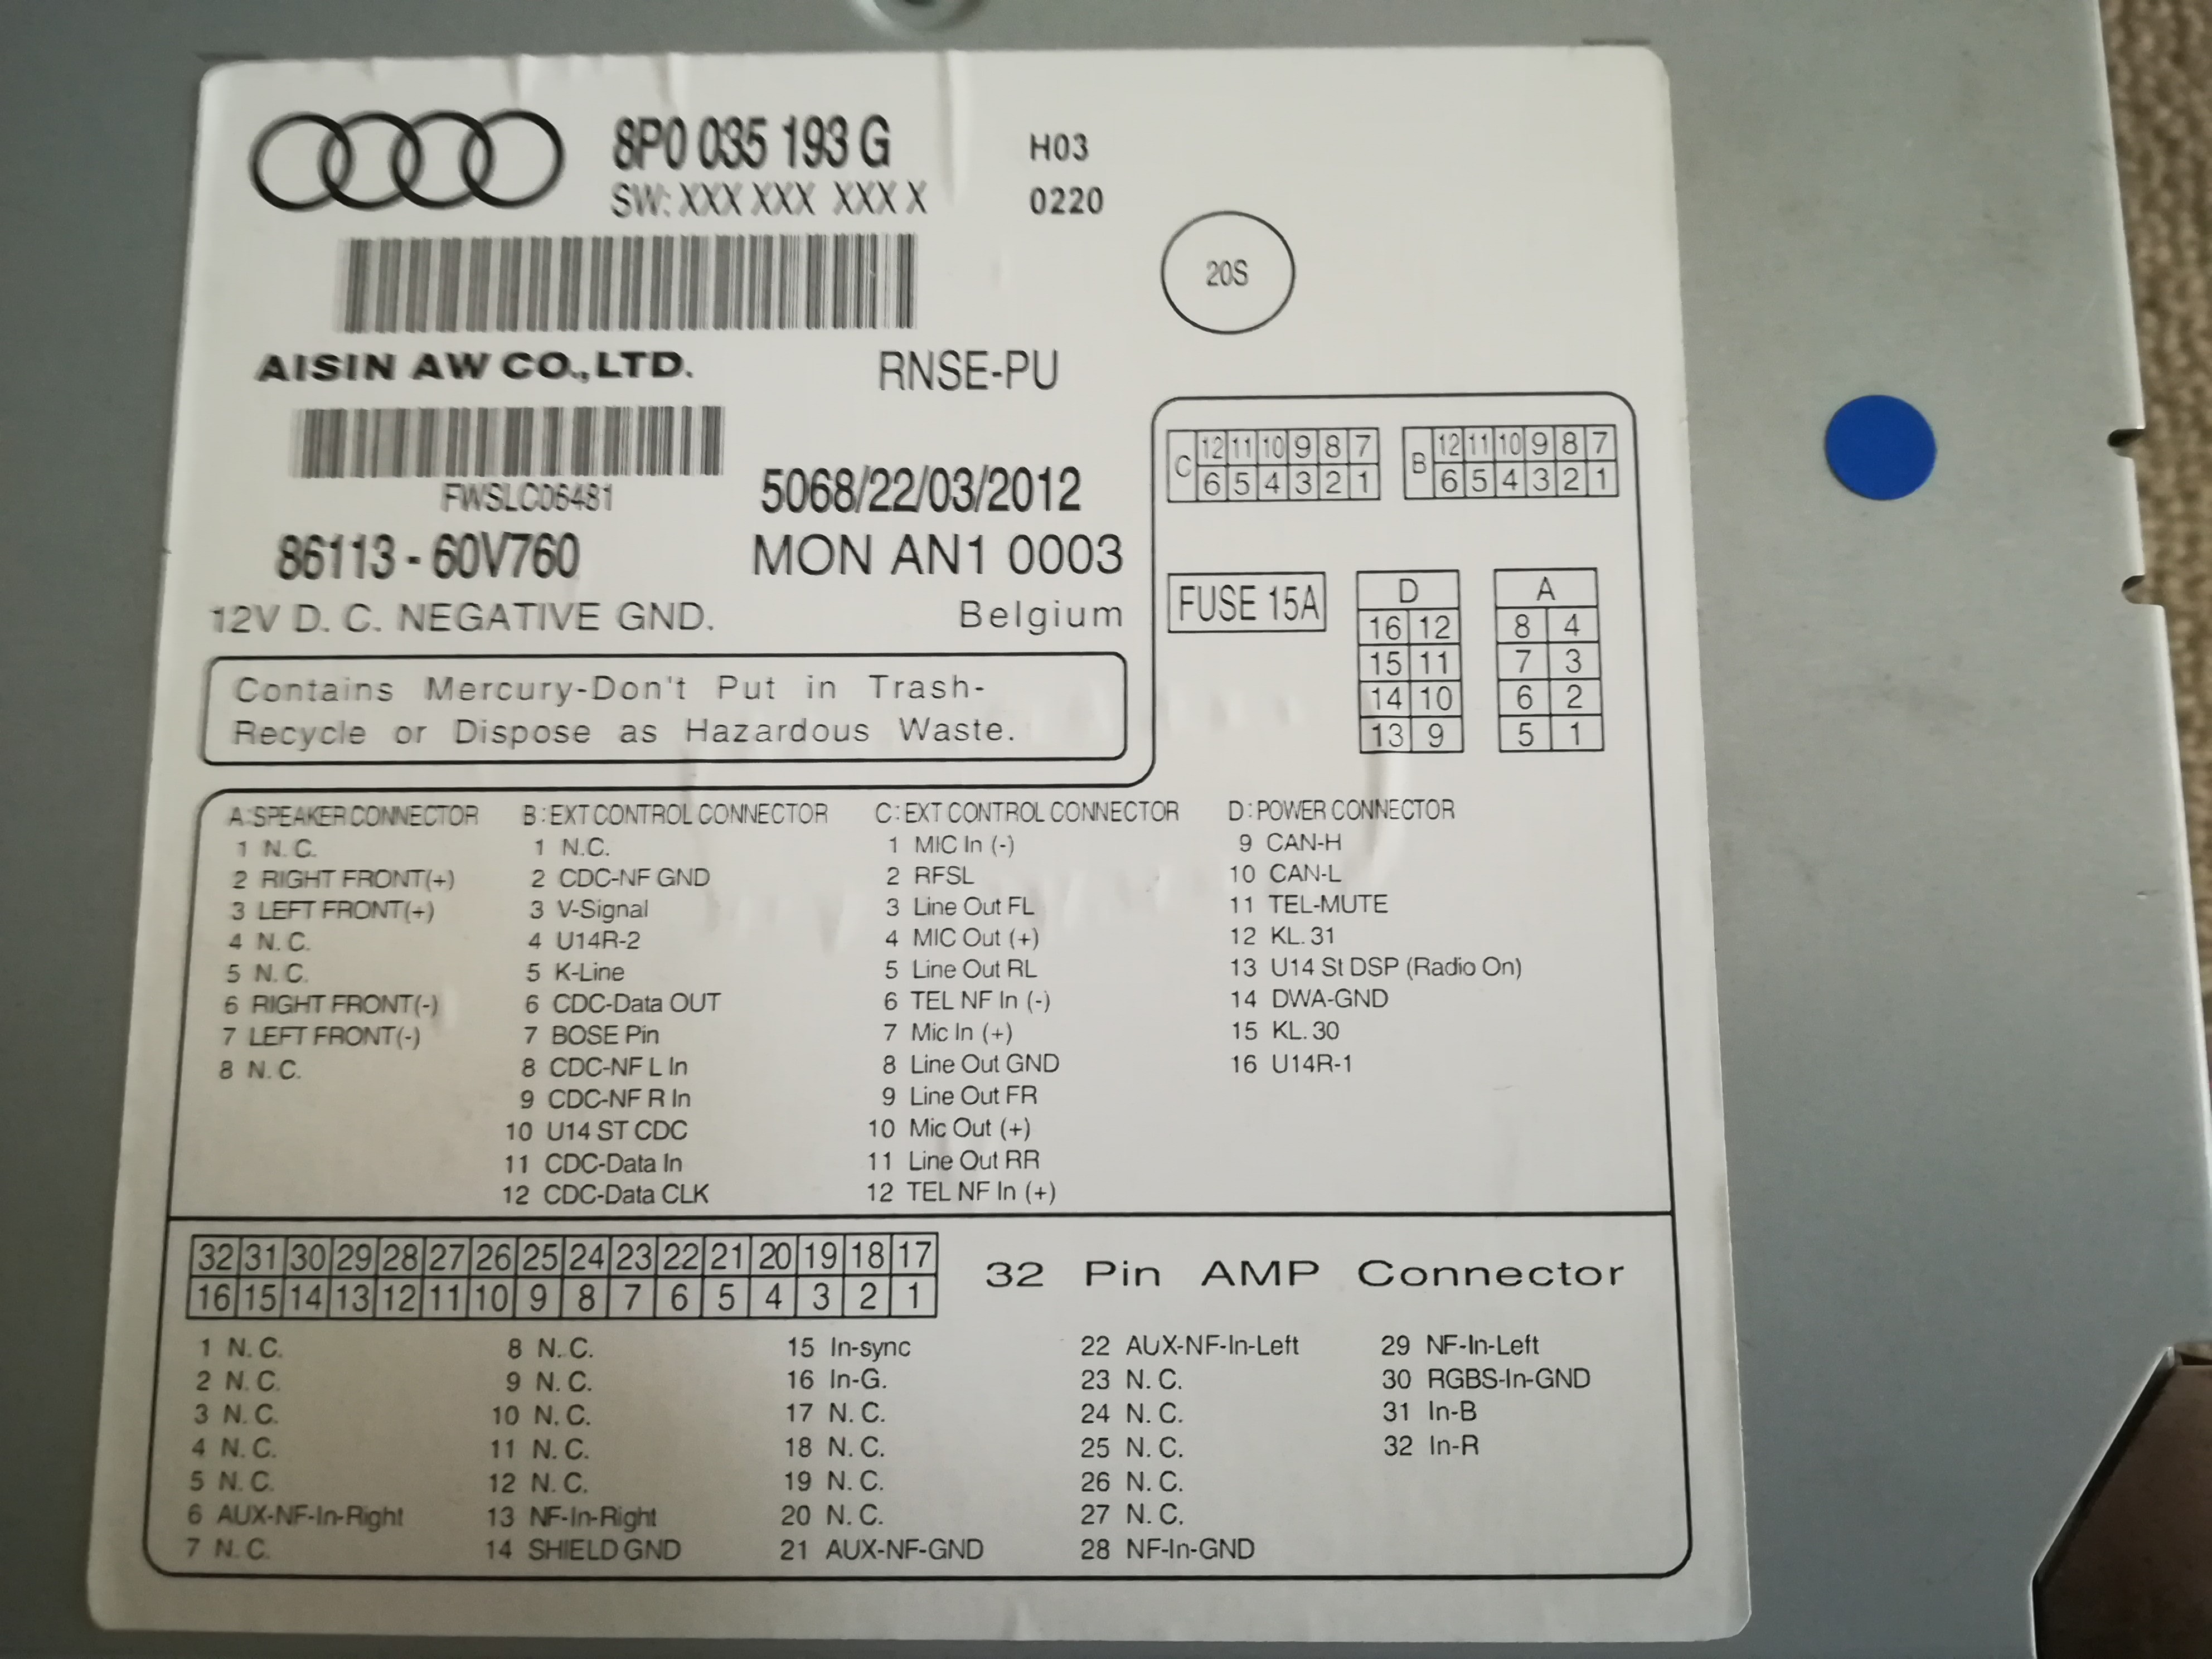 8P0 035 193 G
SW: XXX XXX XXX X
H03
0220
20S
AISIN AW CO.,LTD.
RNSE-PU
FWSLC06481
5068/22/03/2012
86113 - 60V760
MON AN1 0003
12V D. C. NEGATIVE GND.
Belgium
Contains Mercury-Don't Put in Trash-
Recycle or Dispose as Hazardous Waste.
C 12 11 10 9 8 7
6 5 4 3 2 1
B 12 11 10 9 8 7
6 5 4 3 2 1
FUSE 15A
D
16 12
15 11
14 10
13 9
A
8 4
7 3
6 2
5 1
A:SPEAKER CONNECTOR
1 N.C.
2 RIGHT FRONT(+)
3 LEFT FRONT(+)
4 N.C.
5 N.C.
6 RIGHT FRONT(-)
7 LEFT FRONT(-)
8 N.C.
B:EXT CONTROL CONNECTOR
1 N.C.
2 CDC-NF GND
3 V-Signal
4 U14R-2
5 K-Line
6 CDC-Data OUT
7 BOSE Pin
8 CDC-NF L In
9 CDC-NF R In
10 U14 ST CDC
11 CDC-Data In
12 CDC-Data CLK
C:EXT CONTROL CONNECTOR
1 MIC In (-)
2 RFSL
3 Line Out FL
4 MIC Out (+)
5 Line Out RL
6 TEL NF In (-)
7 Mic In (+)
8 Line Out GND
9 Line Out FR
10 Mic Out (+)
11 Line Out RR
12 TEL NF In (+)
D:POWER CONNECTOR
9 CAN-H
10 CAN-L
11 TEL-MUTE
12 KL.31
13 U14 St DSP (Radio On)
14 DWA-GND
15 KL.30
16 U14R-1
32 31 30 29 28 27 26 25 24 23 22 21 20 19 18 17
16 15 14 13 12 11 10 9 8 7 6 5 4 3 2 1
32 Pin AMP Connector
1 N.C.
2 N.C.
3 N.C.
4 N.C.
5 N.C.
6 AUX-NF-In-Right
7 N.C.
8 N.C.
9 N.C.
10 N.C.
11 N.C.
12 N.C.
13 NF-In-Right
14 SHIELD GND
15 In-sync
16 In-G.
17 N.C.
18 N.C.
19 N.C.
20 N.C.
21 AUX-NF-GND
22 AUX-NF-In-Left
23 N.C.
24 N.C.
25 N.C.
26 N.C.
27 N.C.
28 NF-In-GND
29 NF-In-Left
30 RGBS-In-GND
31 In-B
32 In-R